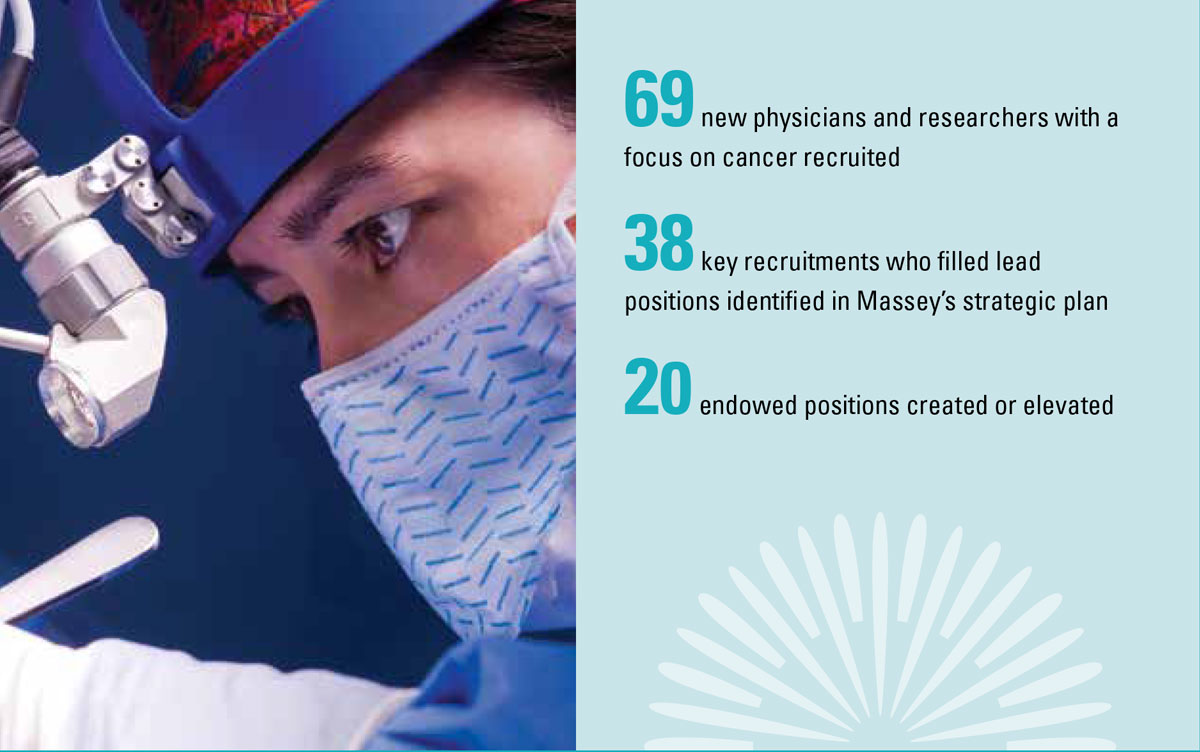 69 new physicians and researchers with a
focus on cancer recruited
38 key recruitments who filled lead
positions identified in Massey’s strategic plan
20 endowed positions created or elevated